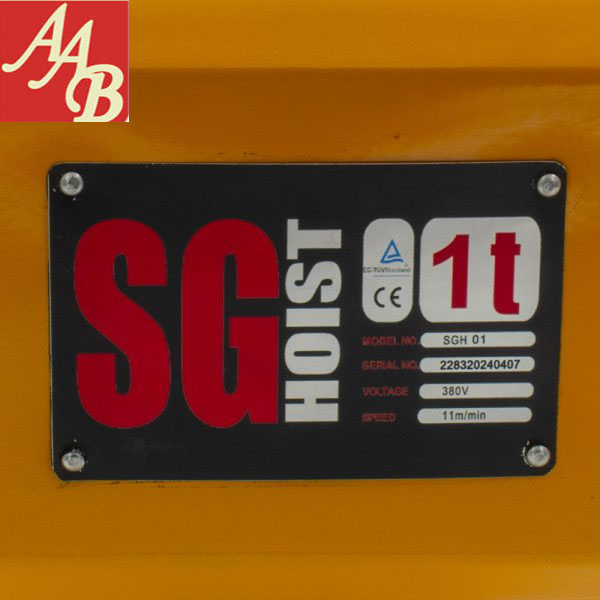 AAB
SG
HOIST
EC-TÜVRheinland
CE
1t
MODEL NO. SGH 01
SERIAL NO. 228320240407
VOLTAGE 380V
SPEED 11m/min